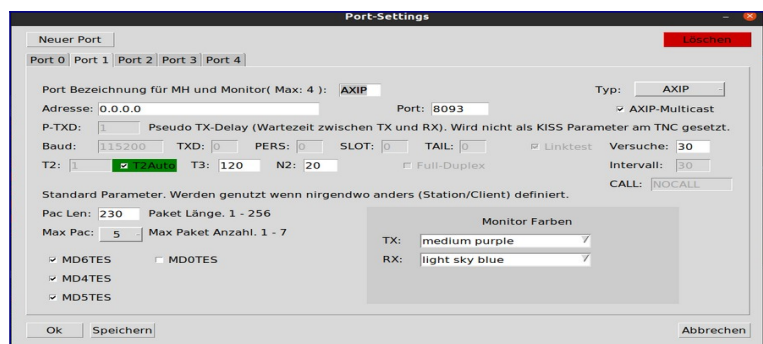 Port-Settings
Neuer Port
Löschen
Port 0 Port 1 Port 2 Port 3 Port 4
Port Bezeichnung für MH und Monitor( Max: 4 ): AXIP Typ: AXIP
Adresse: 0.0.0.0 Port: 8093 AXIP-Multicast
P-TXD: 1 Pseudo TX-Delay (Wartezeit zwischen TX und RX). Wird nicht als KISS Parameter am TNC gesetzt.
Baud: 115200 TXD: 0 PERS: 0 SLOT: 0 TAIL: 0 Linktest Versuche: 30
T2: 1 T2Auto T3: 120 N2: 20 Full-Duplex Intervall: 30
CALL: NOCALL
Standard Parameter. Werden genutzt wenn nirgendwo anders (Station/Client) definiert.
Pac Len: 230 Paket Länge. 1 - 256
Monitor Farben
Max Pac: 5 Max Paket Anzahl. 1 - 7
TX: medium purple
RX: light sky blue
MD6TES MD0TES
MD4TES
MD5TES
Ok Speichern Abbrechen